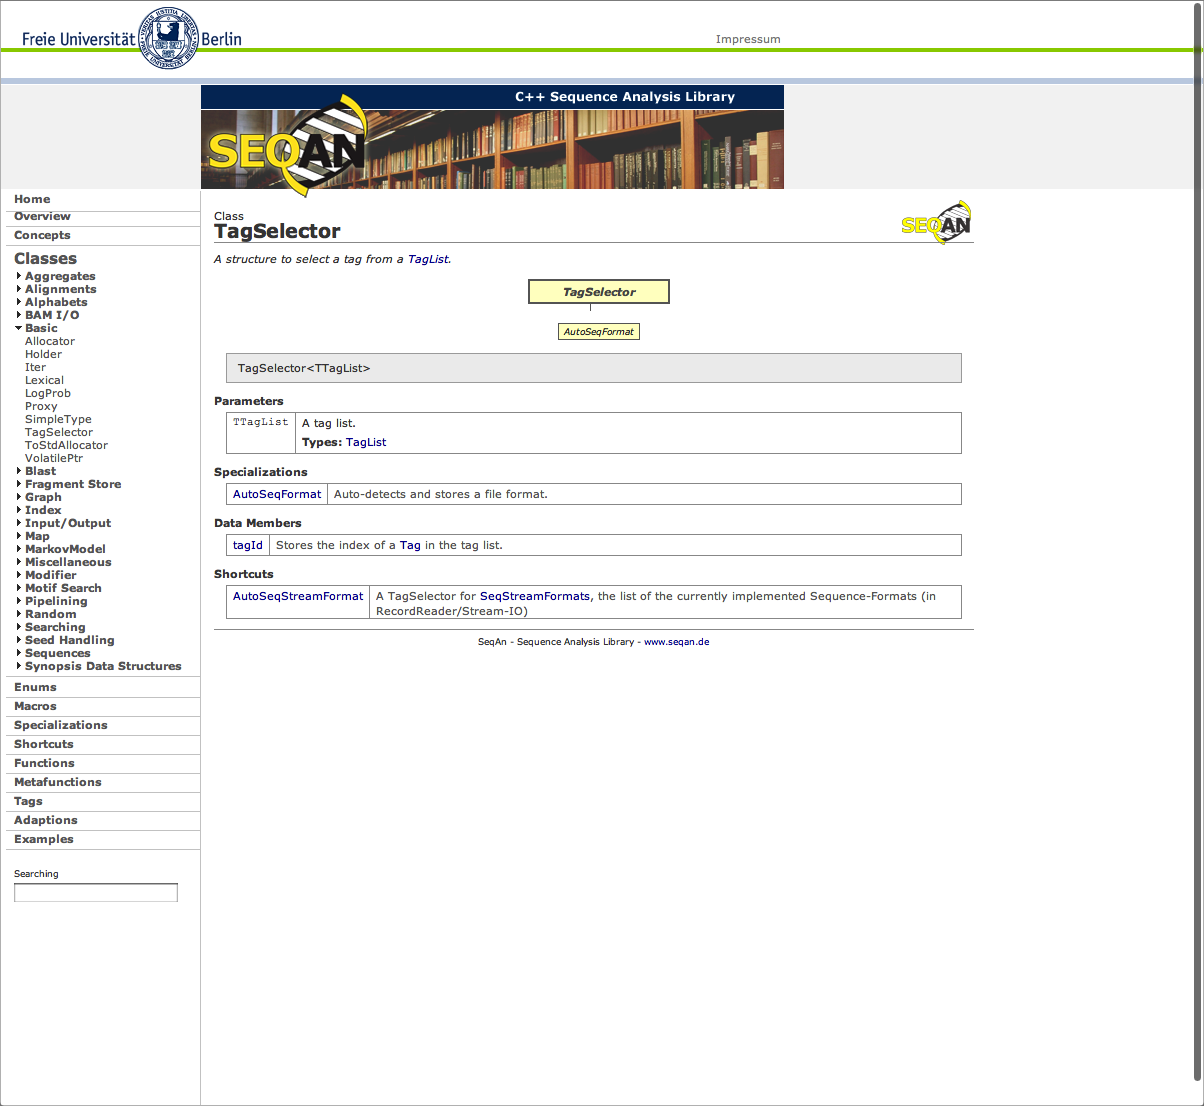 Freie Universität Berlin
Impressum
C++ Sequence Analysis Library
SEQAN
Home
Overview
Concepts
Classes
Aggregates
Alignments
Alphabets
BAM I/O
Basic
Allocator
Holder
Iter
Lexical
LogProb
Proxy
SimpleType
TagSelector
ToStdAllocator
VolatilePtr
Blast
Fragment Store
Graph
Index
Input/Output
Map
MarkovModel
Miscellaneous
Modifier
Motif Search
Pipelining
Random
Searching
Seed Handling
Sequences
Synopsis Data Structures
Enums
Macros
Specializations
Shortcuts
Functions
Metafunctions
Tags
Adaptions
Examples
Searching
Class
TagSelector
SEQAN
A structure to select a tag from a TagList.
TagSelector
AutoSeqFormat
TagSelector<TTagList>
Parameters
TTagList A tag list.
Types: TagList
Specializations
AutoSeqFormat Auto-detects and stores a file format.
Data Members
tagId Stores the index of a Tag in the tag list.
Shortcuts
AutoSeqStreamFormat A TagSelector for SeqStreamFormats, the list of the currently implemented Sequence-Formats (in
RecordReader/Stream-IO)
SeqAn - Sequence Analysis Library - www.seqan.de